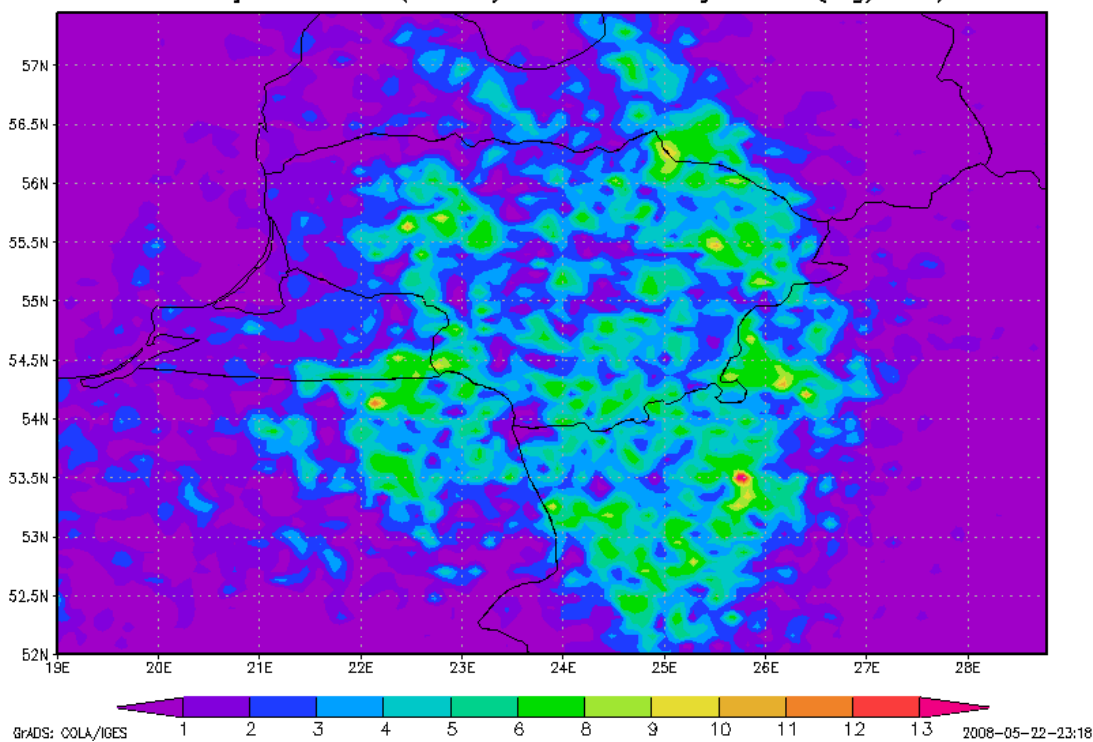 57N
56.5N
56N
55.5N
55N
54.5N
54N
53.5N
53N
52.5N
52N
19E 20E 21E 22E 23E 24E 25E 26E 27E 28E
1 2 3 4 5 6 8 9 10 11 12 13
GrADS: COLA/IGES 2008-05-22-23:18